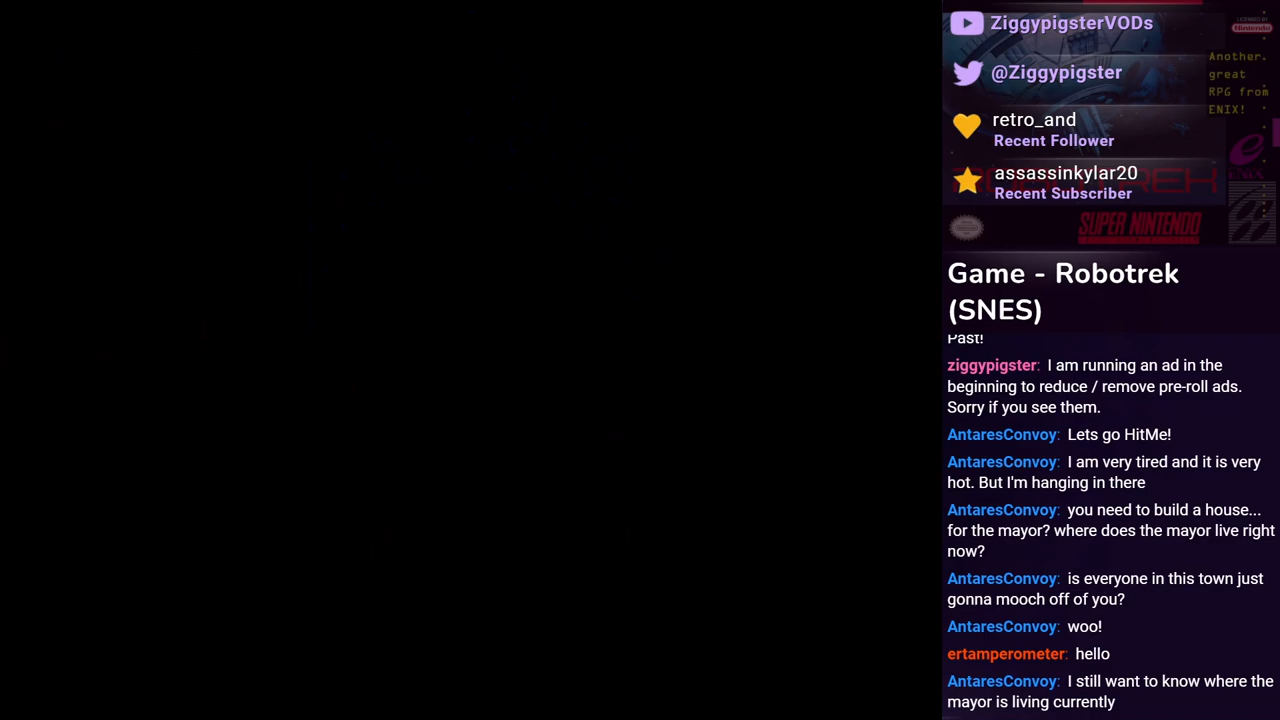 ZiggypigsterVODs
@Ziggypigster
retro_and
Recent Follower
assassinkylar20
Recent Subscriber
LICENSED BY
Nintendo
Another
great
RPG from
ENIX!
SUPER NINTENDO
Game - Robotrek
(SNES)
Past!
ziggypigster: I am running an ad in the
beginning to reduce / remove pre-roll ads.
Sorry if you see them.
AntaresConvoy: Lets go HitMe!
AntaresConvoy: I am very tired and it is very
hot. But I'm hanging in there
AntaresConvoy: you need to build a house...
for the mayor? where does the mayor live right
now?
AntaresConvoy: is everyone in this town just
gonna mooch off of you?
AntaresConvoy: woo!
ertamperometer: hello
AntaresConvoy: I still want to know where the
mayor is living currently